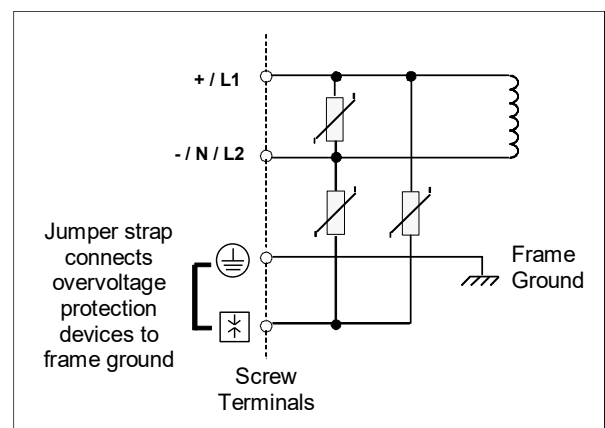 + / L1
- / N / L2
Jumper strap
connects
overvoltage
protection
devices to
frame ground
Frame
Ground
Screw
Terminals